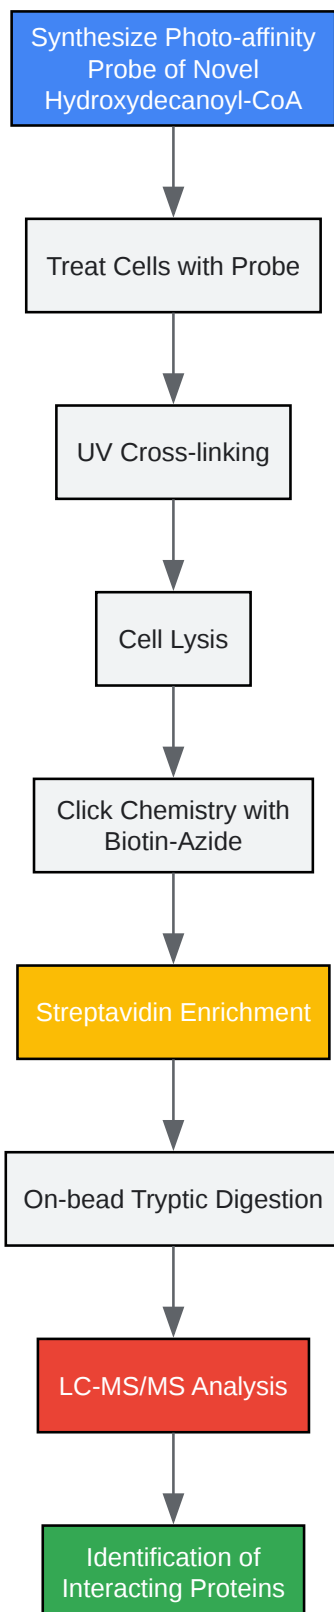 Synthesize Photo-affinity
Probe of Novel
Hydroxydecanoyl-CoA
Treat Cells with Probe
UV Cross-linking
Cell Lysis
Click Chemistry with
Biotin-Azide
Streptavidin Enrichment
On-bead Tryptic Digestion
LC-MS/MS Analysis
Identification of
Interacting Proteins